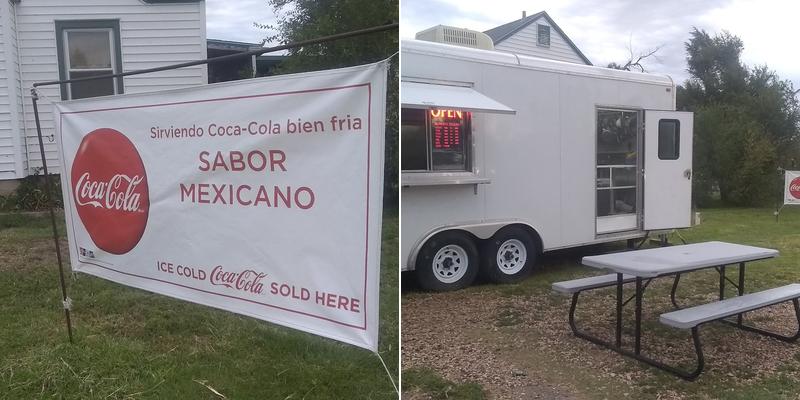 Sirviendo Coca-Cola bien fria
SABOR
MEXICANO
Coca-Cola
ICE COLD Coca-Cola SOLD HERE
OPEN